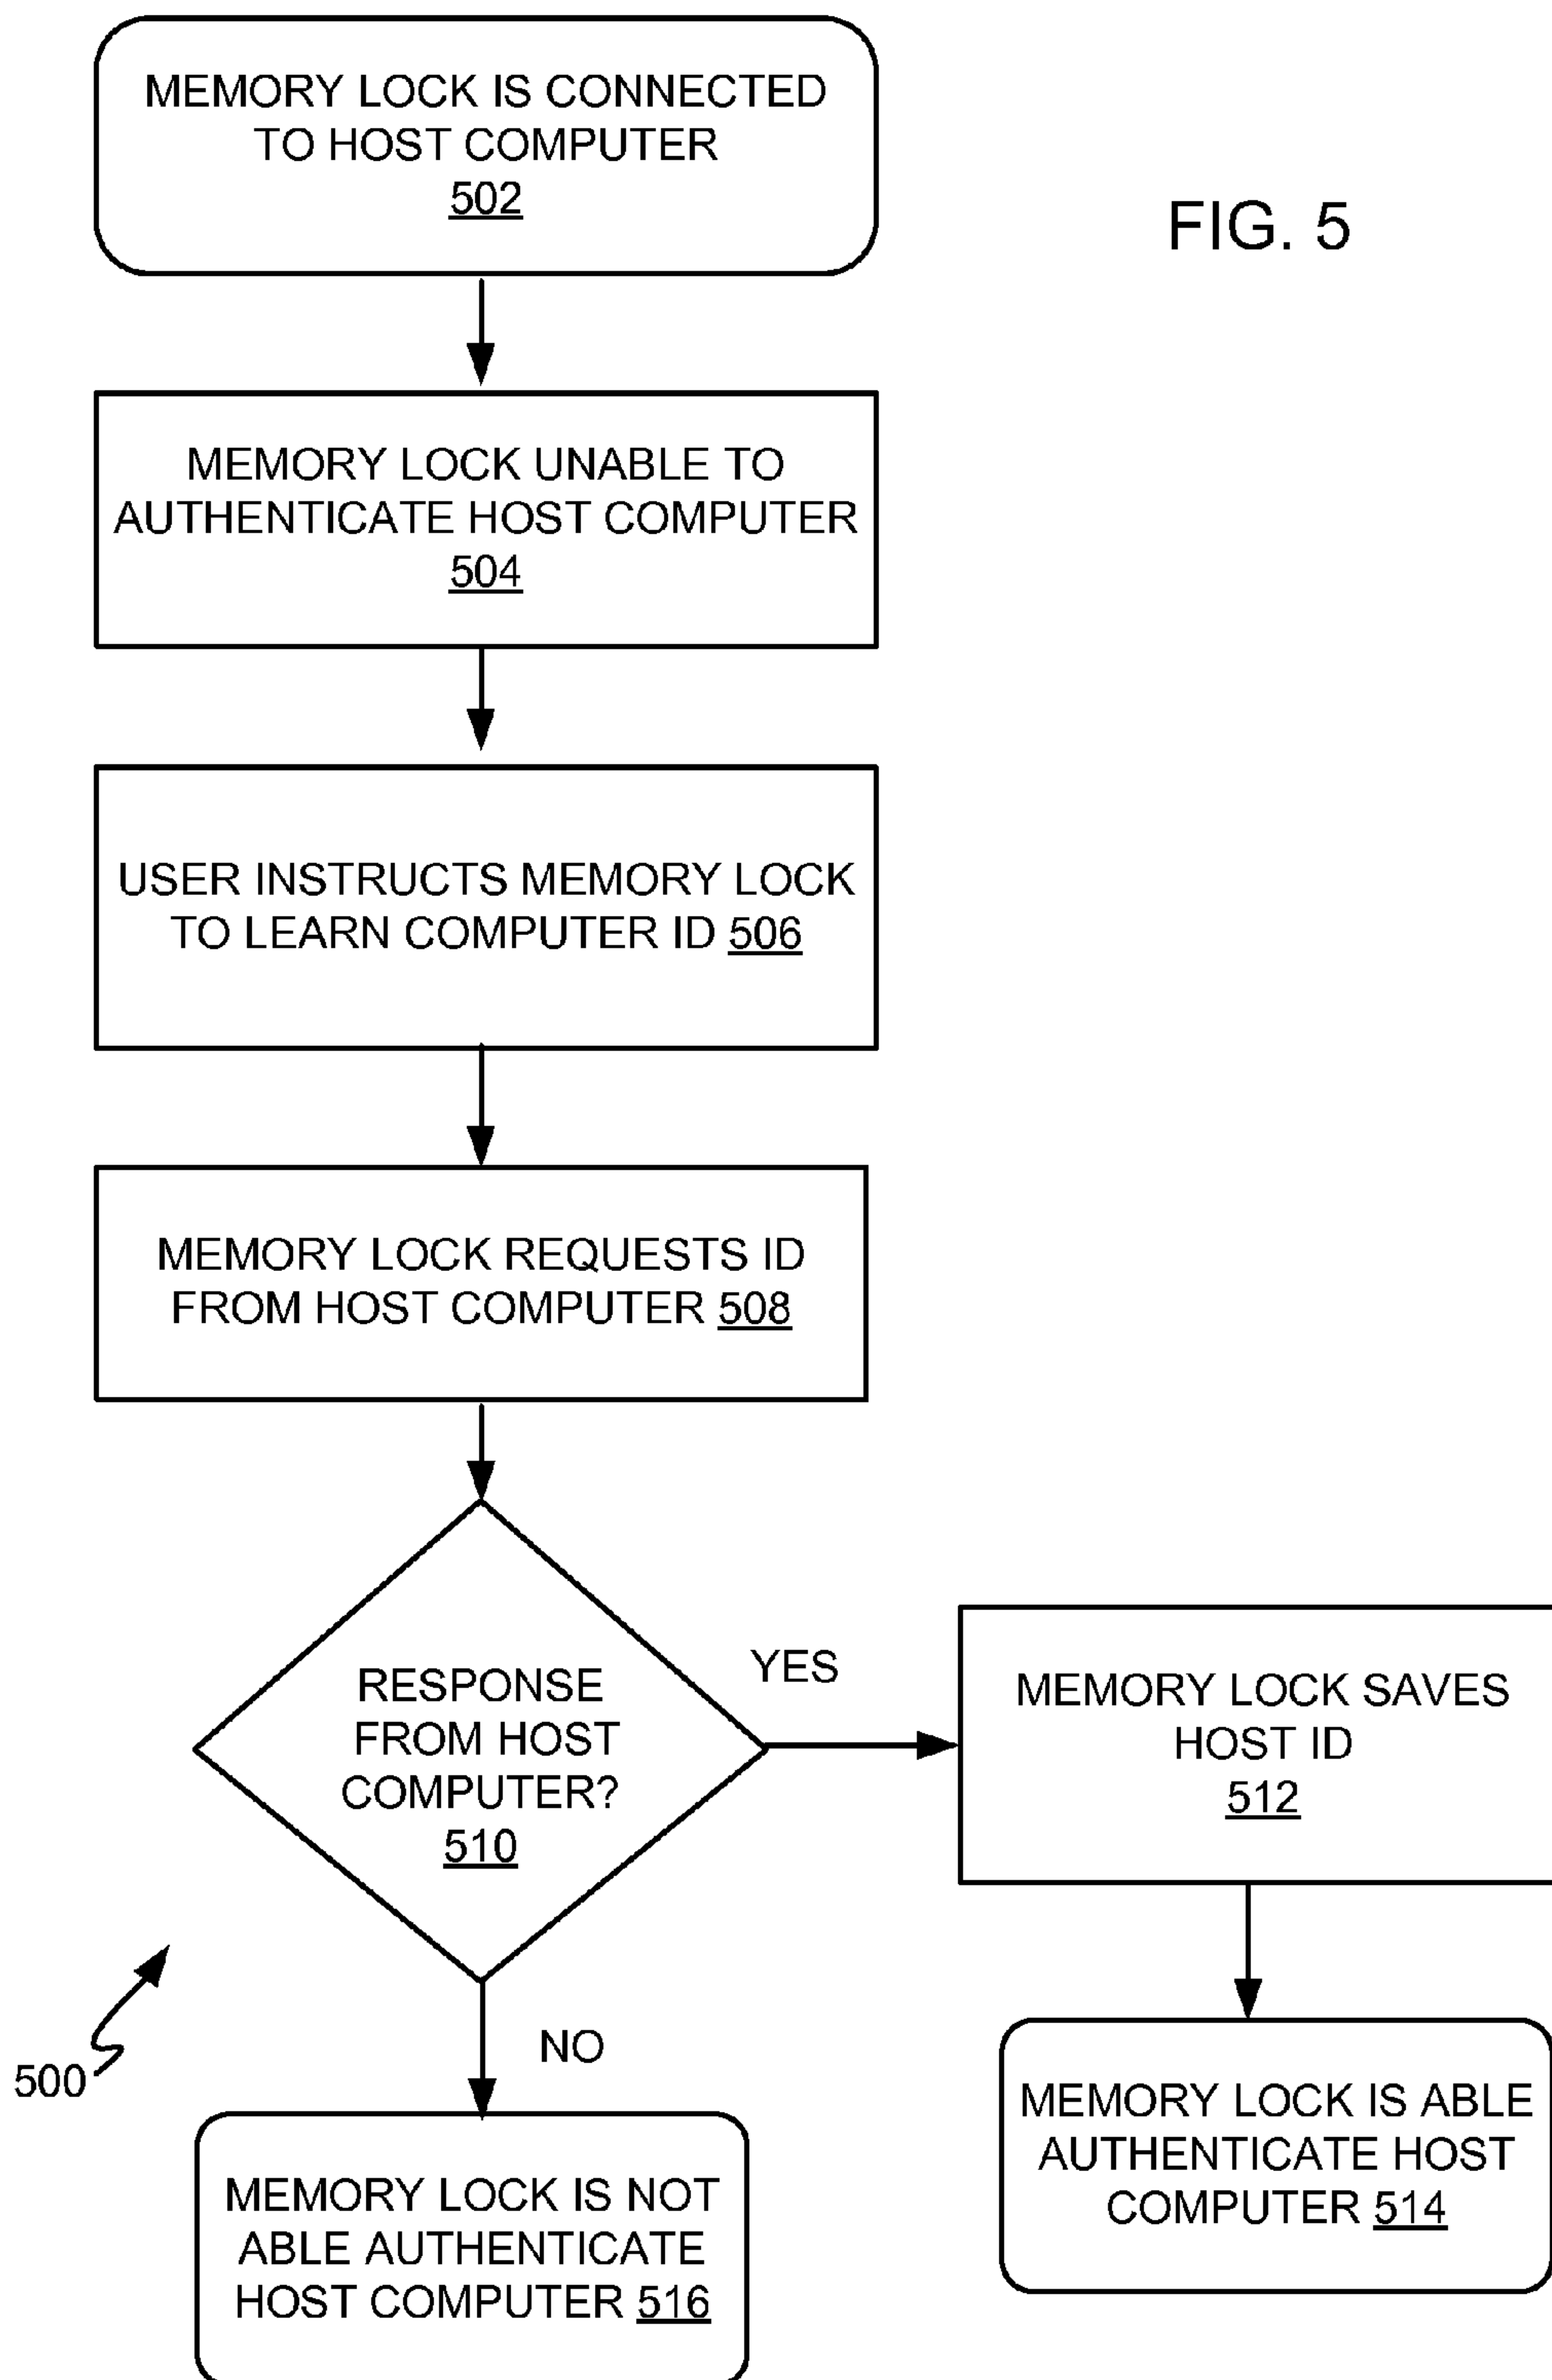 MEMORY LOCK IS CONNECTED
TO HOST COMPUTER
502
FIG. 5
MEMORY LOCK UNABLE TO
AUTHENTICATE HOST COMPUTER
504
USER INSTRUCTS MEMORY LOCK
TO LEARN COMPUTER ID 506
MEMORY LOCK REQUESTS ID
FROM HOST COMPUTER 508
RESPONSE
FROM HOST
COMPUTER?
510
YES
MEMORY LOCK SAVES
HOST ID
512
NO
500
MEMORY LOCK IS ABLE
AUTHENTICATE HOST
COMPUTER 514
MEMORY LOCK IS NOT
ABLE AUTHENTICATE
HOST COMPUTER 516